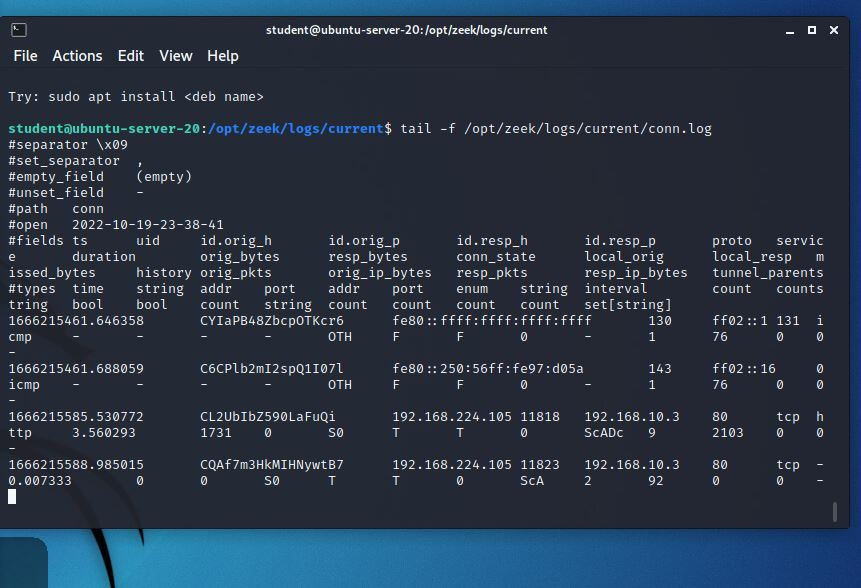 student@ubuntu-server-20:/opt/zeek/logs/current
File Actions Edit View Help
Try: sudo apt install <deb name>
student@ubuntu-server-20:/opt/zeek/logs/current$ tail -f /opt/zeek/logs/current/conn.log
#separator \x09
#set_separator ,
#empty_field (empty)
#unset_field -
#path conn
#open 2022-10-19-23-38-41
#fields ts uid id.orig_h id.orig_p id.resp_h id.resp_p proto servic
e duration orig_bytes resp_bytes conn_state local_orig local_resp m
issed_bytes history orig_pkts orig_ip_bytes resp_pkts resp_ip_bytes tunnel_parents
#types time string addr port addr port enum string interval count counts
tring bool bool count string count count count count set[string]
1666215461.646358 CYIaPB48ZbcpOTKcr6 fe80::ffff:ffff:ffff:ffff 130 ff02::1 131 i
cmp - - - - OTH F F 0 - 1 76 0 0
-
1666215461.688059 C6CPlb2mI2spQ1I07l fe80::250:56ff:fe97:d05a 143 ff02::16 0
icmp - - - - OTH F F 0 - 1 76 0 0
-
1666215585.530772 CL2UbIbZ590LaFuQi 192.168.224.105 11818 192.168.10.3 80 tcp h
ttp 3.560293 1731 0 S0 T T 0 ScADc 9 2103 0 0
-
1666215588.985015 CQAf7m3HkMIHNywtB7 192.168.224.105 11823 192.168.10.3 80 tcp -
0.007333 0 0 S0 T T 0 ScA 2 92 0 0 -